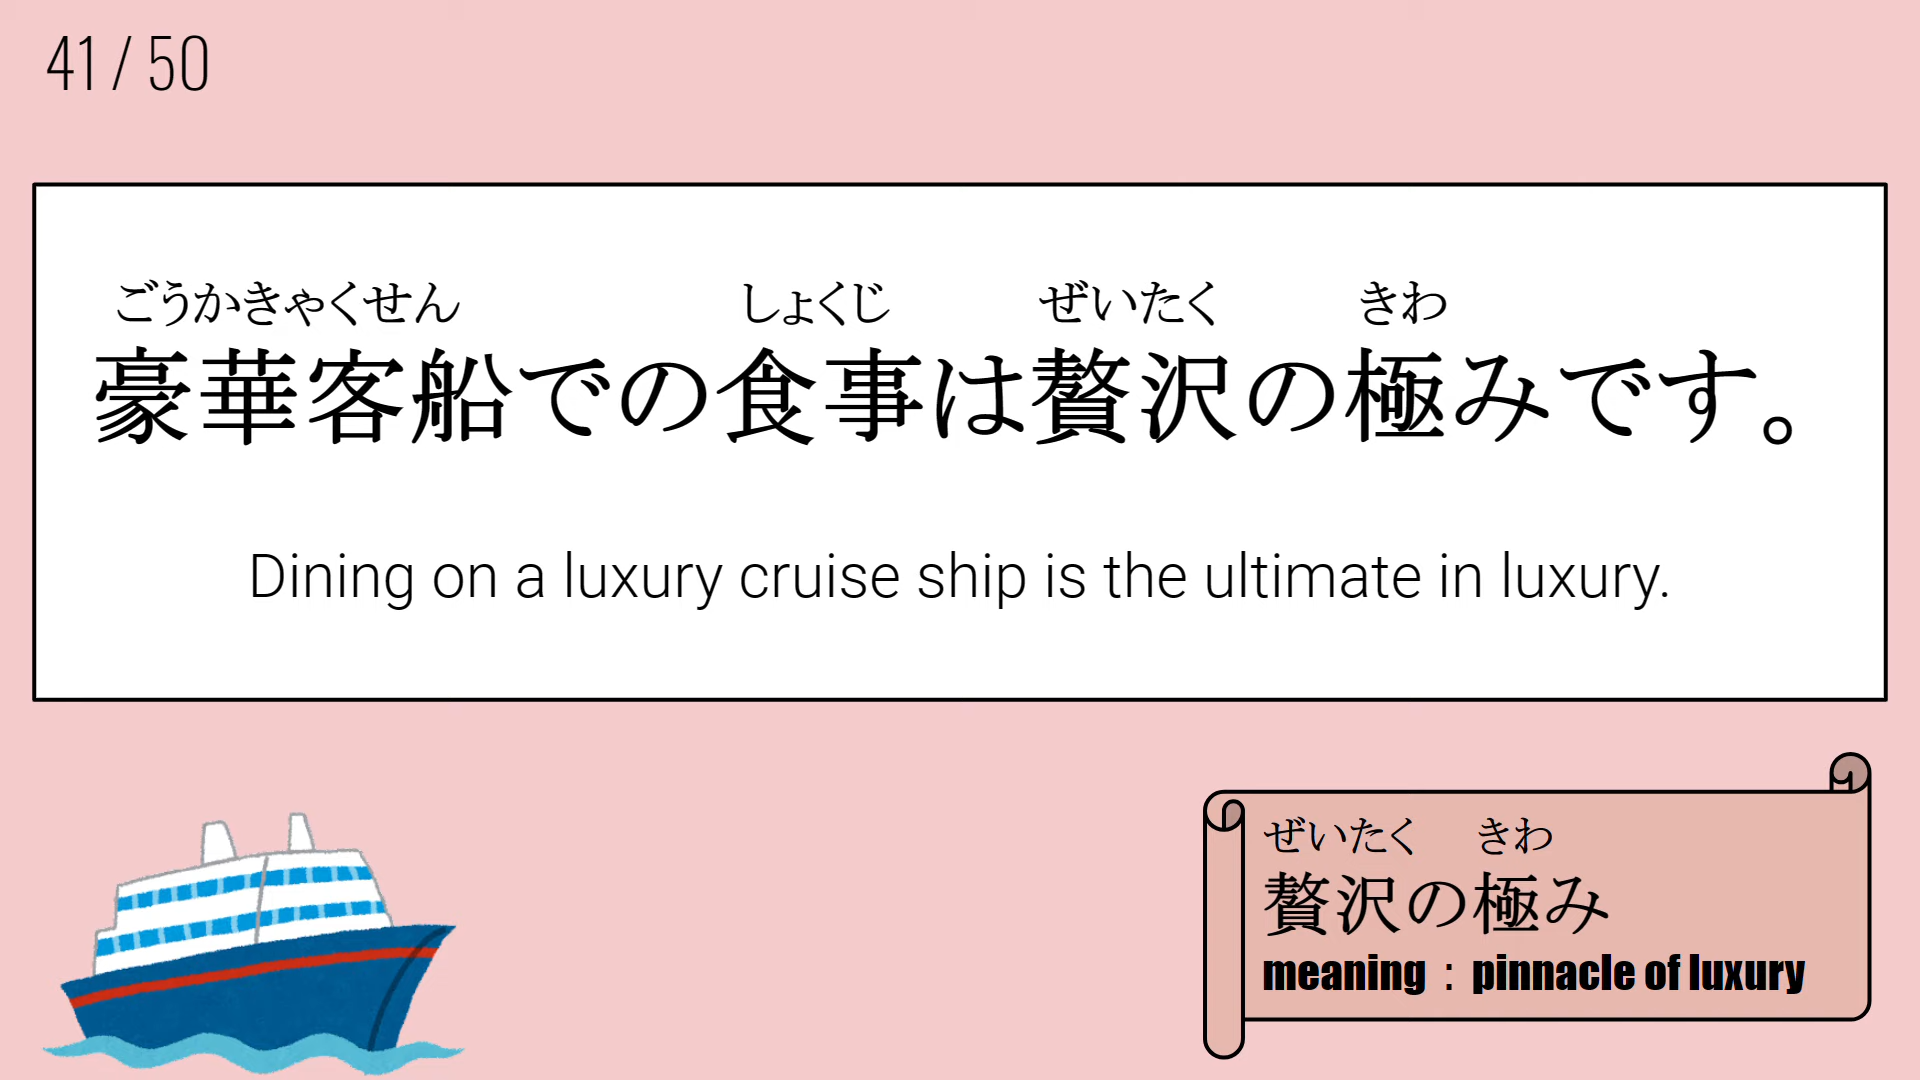 41 / 50
ごうかきゃくせん しょくじ ぜいたく きわ
豪華客船での食事は贅沢の極みです。
Dining on a luxury cruise ship is the ultimate in luxury.
ぜいたく きわ
贅沢の極み
meaning : pinnacle of luxury